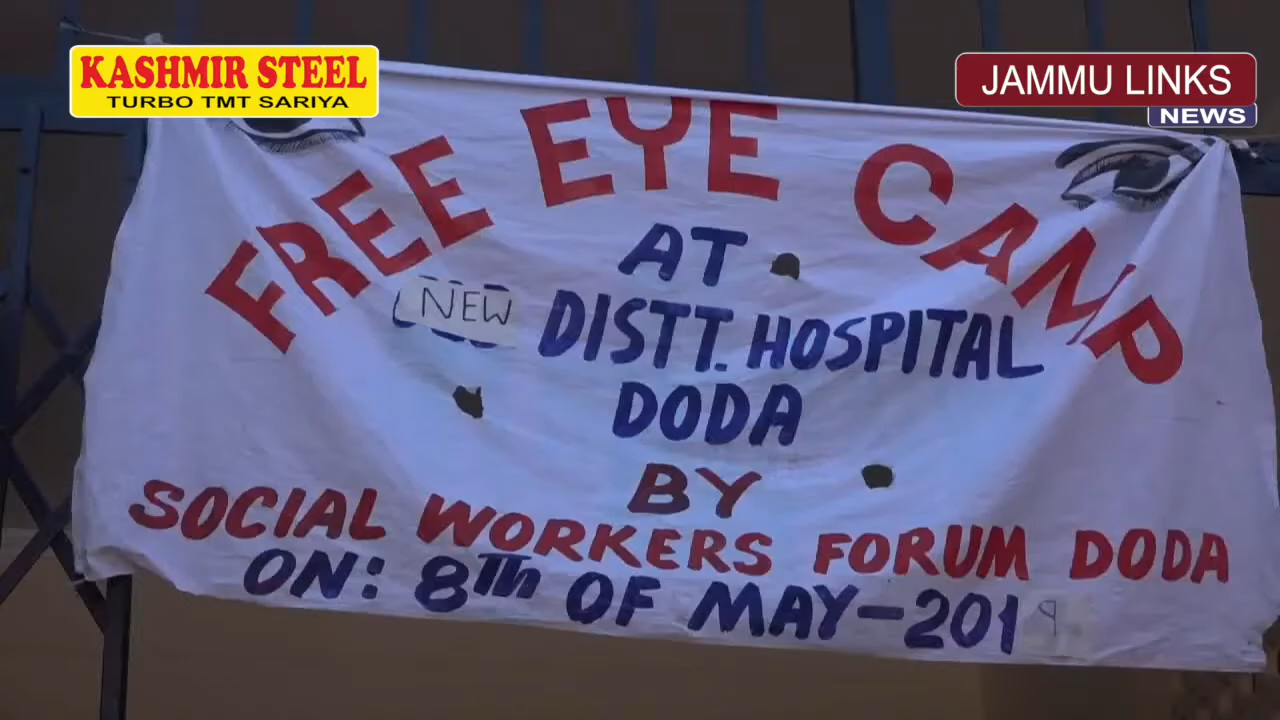 KASHMIR STEEL
TURBO TMT SARIYA
JAMMU LINKS
NEWS
FREE EYE CAMP
AT
NEW DISTT. HOSPITAL
DODA
BY
SOCIAL WORKERS FORUM DODA
ON: 8Th OF MAY-2019